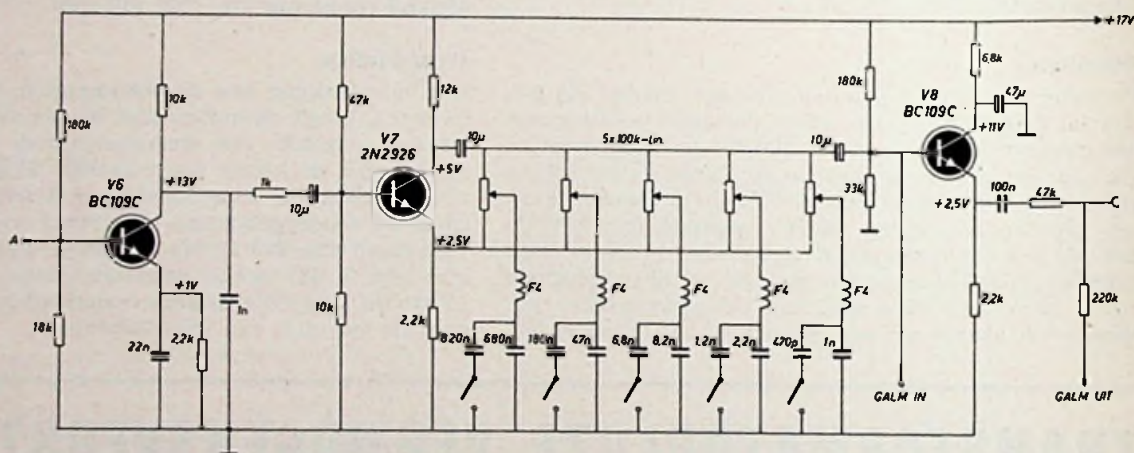 +17V
180k
10k
47k
12k
180k
6,8k
47µ
V6
BC109C
V7
2N2926
V8
BC109C
+13V
+5V
+11V
10µ
5x100k-Lin.
10µ
1k
10µ
33k
+2,5V
100n
47k
C
A
+2,5V
+1V
18k
22n
2,2k
1n
10k
2,2k
F4
F4
F4
F4
F4
820n
680n
180n
47n
6,8n
8,2n
1,2n
2,2n
470p
1n
2,2k
220k
GALM IN
GALM UIT